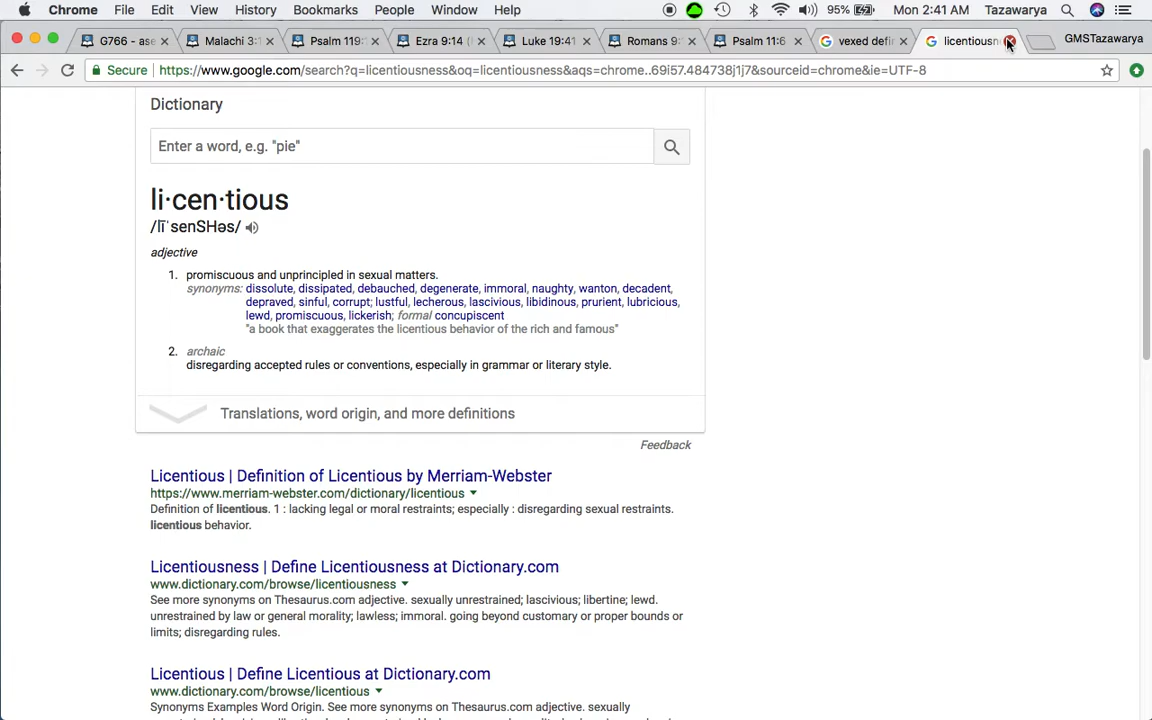 Chrome File Edit View History Bookmarks People Window Help 95% Mon 2:41 AM Tazawarya
G766 - ase Malachi 3:1 Psalm 119: Ezra 9:14 ( Luke 19:41 Romans 9: Psalm 11:6 vexed defin licentiousn GMSTazawarya
Secure https://www.google.com/search?q=licentiousness&oq=licentiousness&aqs=chrome..69i57.484738j1j7&sourceid=chrome&ie=UTF-8
Dictionary
Enter a word, e.g. "pie"
li·cen·tious
/līˈsenSHəs/
adjective
1. promiscuous and unprincipled in sexual matters.
synonyms: dissolute, dissipated, debauched, degenerate, immoral, naughty, wanton, decadent,
depraved, sinful, corrupt; lustful, lecherous, lascivious, libidinous, prurient, lubricious,
lewd, promiscuous, lickerish; formal concupiscent
"a book that exaggerates the licentious behavior of the rich and famous"
2. archaic
disregarding accepted rules or conventions, especially in grammar or literary style.
Translations, word origin, and more definitions
Feedback
Licentious | Definition of Licentious by Merriam-Webster
https://www.merriam-webster.com/dictionary/licentious
Definition of licentious. 1 : lacking legal or moral restraints; especially : disregarding sexual restraints.
licentious behavior.
Licentiousness | Define Licentiousness at Dictionary.com
www.dictionary.com/browse/licentiousness
See more synonyms on Thesaurus.com adjective. sexually unrestrained; lascivious; libertine; lewd.
unrestrained by law or general morality; lawless; immoral. going beyond customary or proper bounds or
limits; disregarding rules.
Licentious | Define Licentious at Dictionary.com
www.dictionary.com/browse/licentious
Synonyms Examples Word Origin. See more synonyms on Thesaurus.com adjective. sexually